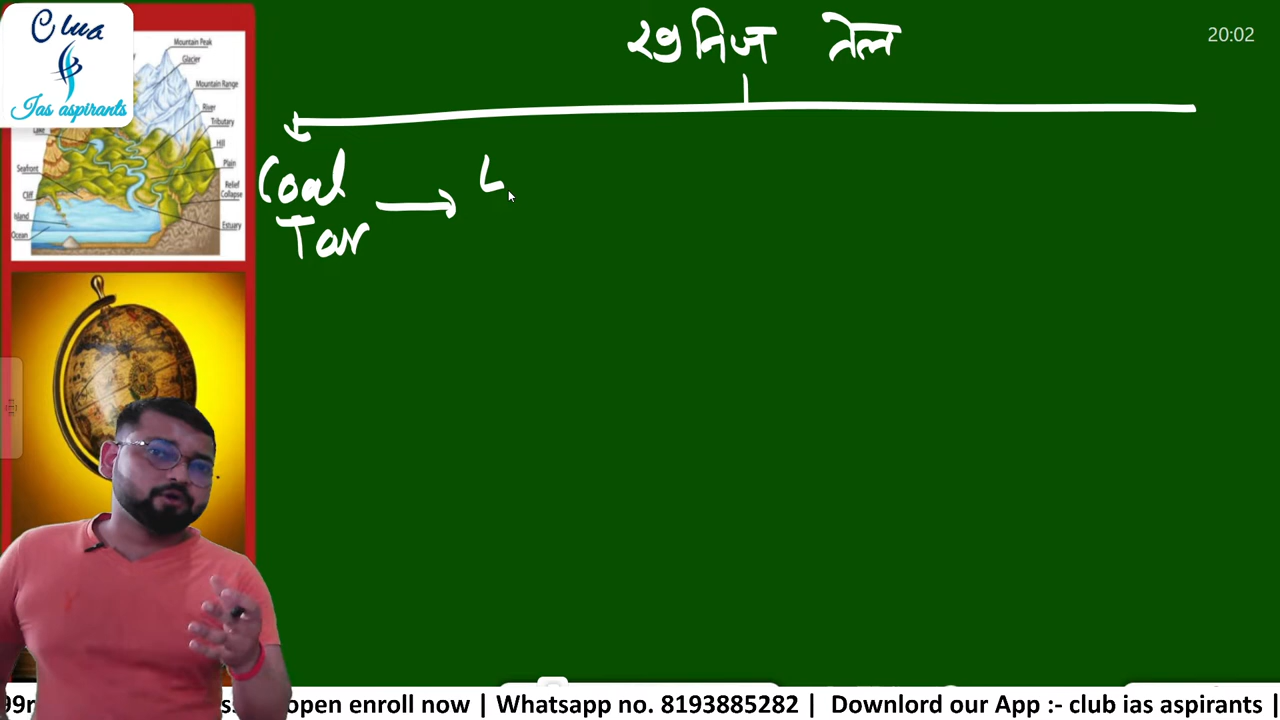 Clua
Ias aspirants
Mountain Peak
Glacier
Mountain Range
River
Tributary
Hill
Lake
Plain
Seafront
Relief
Collapse
Cliff
Island
Estuary
Ocean
20:02
खनिज तेल
Coal
Tar
open enroll now | Whatsapp no. 8193885282 | Downlord our App :- club ias aspirants |